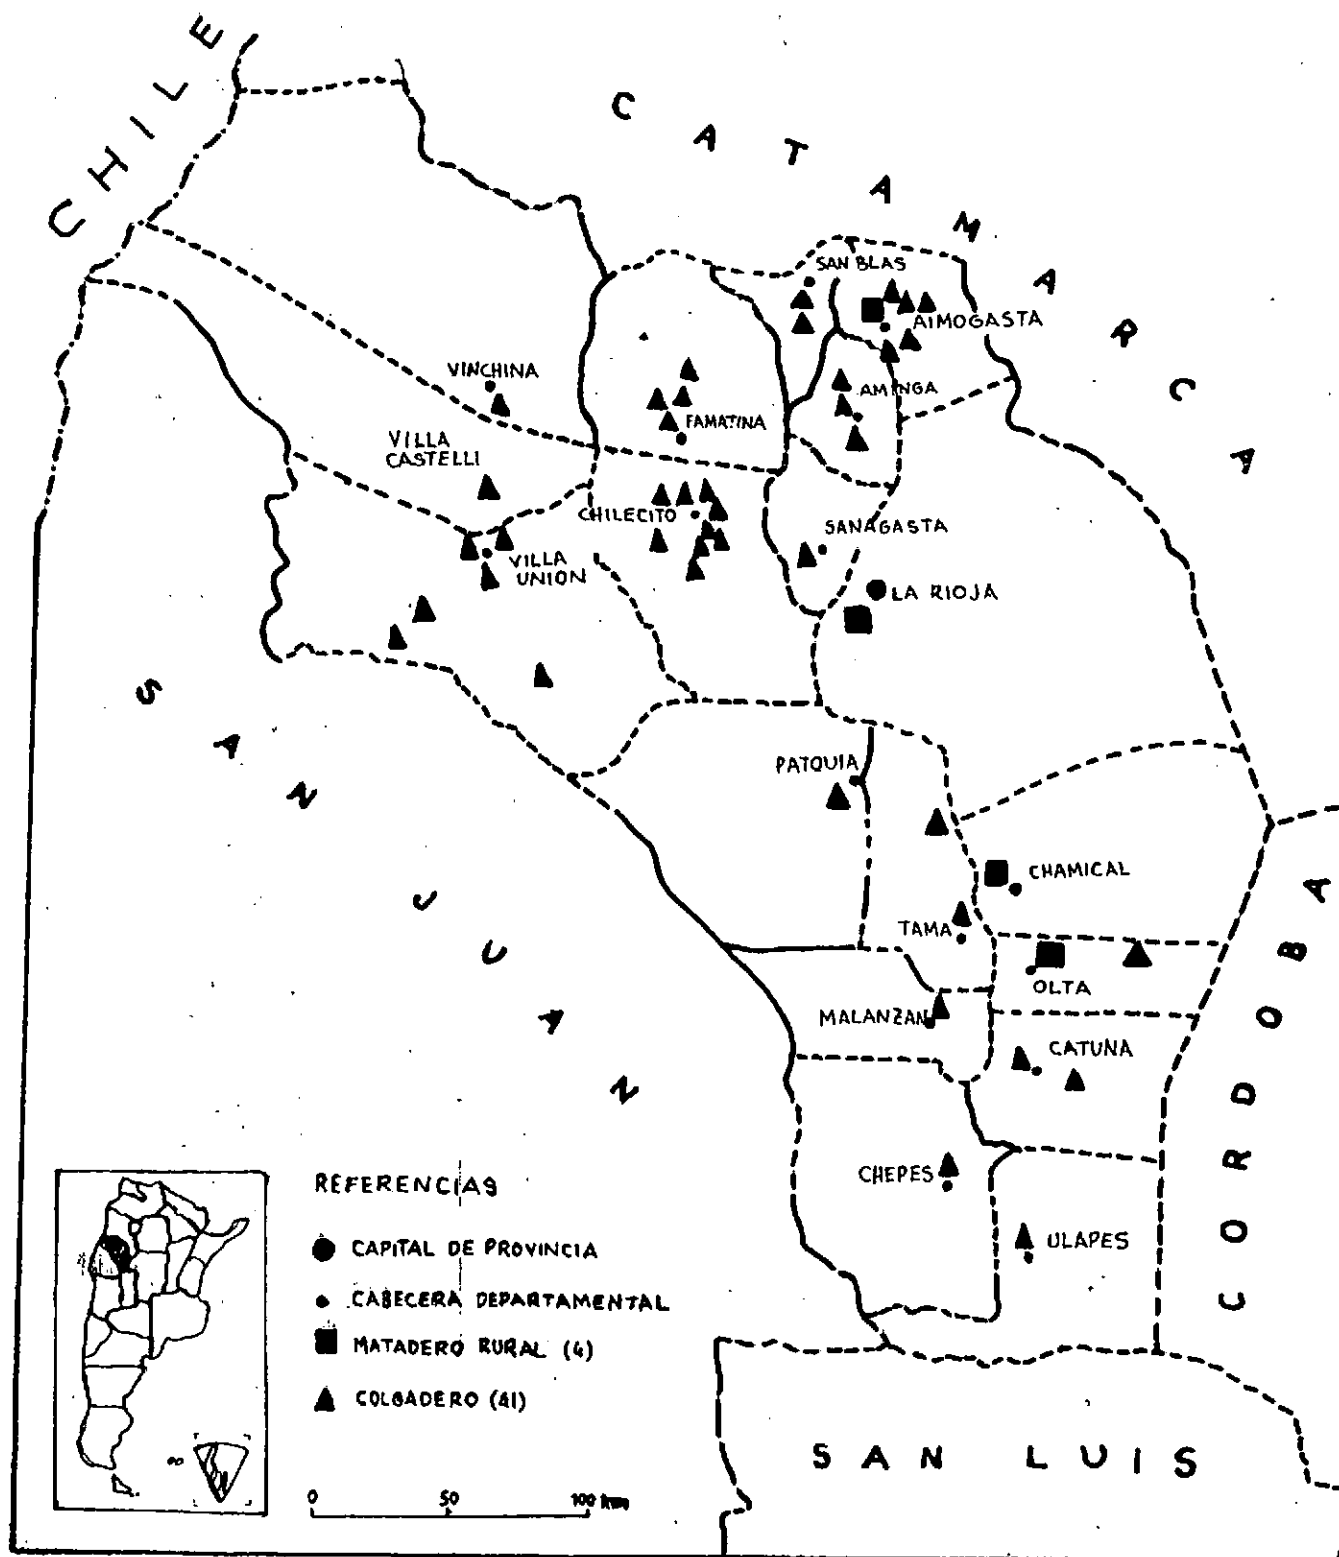 CHILE
CATAMARCA
SAN BLAS
AIMOGASTA
VINCHINA
AMINGA
FAMATINA
VILLA
CASTELLI
CHILECITO
SANAGASTA
VILLA
UNION
LA RIOJA
SAN JUAN
PATQUIA
CHAMICAL
TAMA
OLTA
MALANZAN
CATUNA
CORDOBA
CHEPES
ULAPES
REFERENCIAS
CAPITAL DE PROVINCIA
CABECERA DEPARTAMENTAL
MATADERO RURAL (4)
COLGADERO (41)
0 50 100 km
SAN LUIS